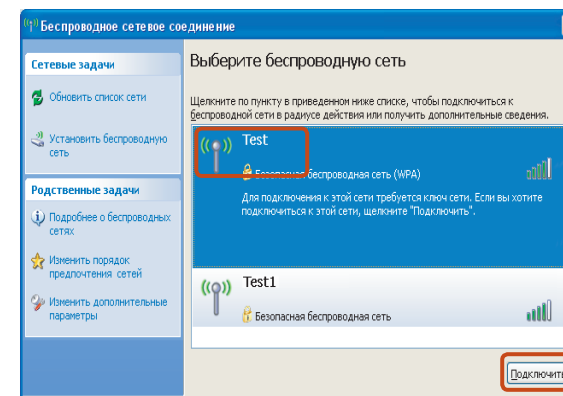 Беспроводное сетевое соединение
Сетевые задачи
Обновить список сети
Установить беспроводную
сеть
Родственные задачи
Подробнее о беспроводных
сетях
Изменить порядок
предпочтения сетей
Изменить дополнительные
параметры
Выберите беспроводную сеть
Щелкните по пункту в приведенном ниже списке, чтобы подключиться к
беспроводной сети в радиусе действия или получить дополнительные сведения.
Test
Безопасная беспроводная сеть (WPA)
Для подключения к этой сети требуется ключ сети. Если вы хотите
подключиться к этой сети, щелкните "Подключить".
Test1
Безопасная беспроводная сеть
Подключить